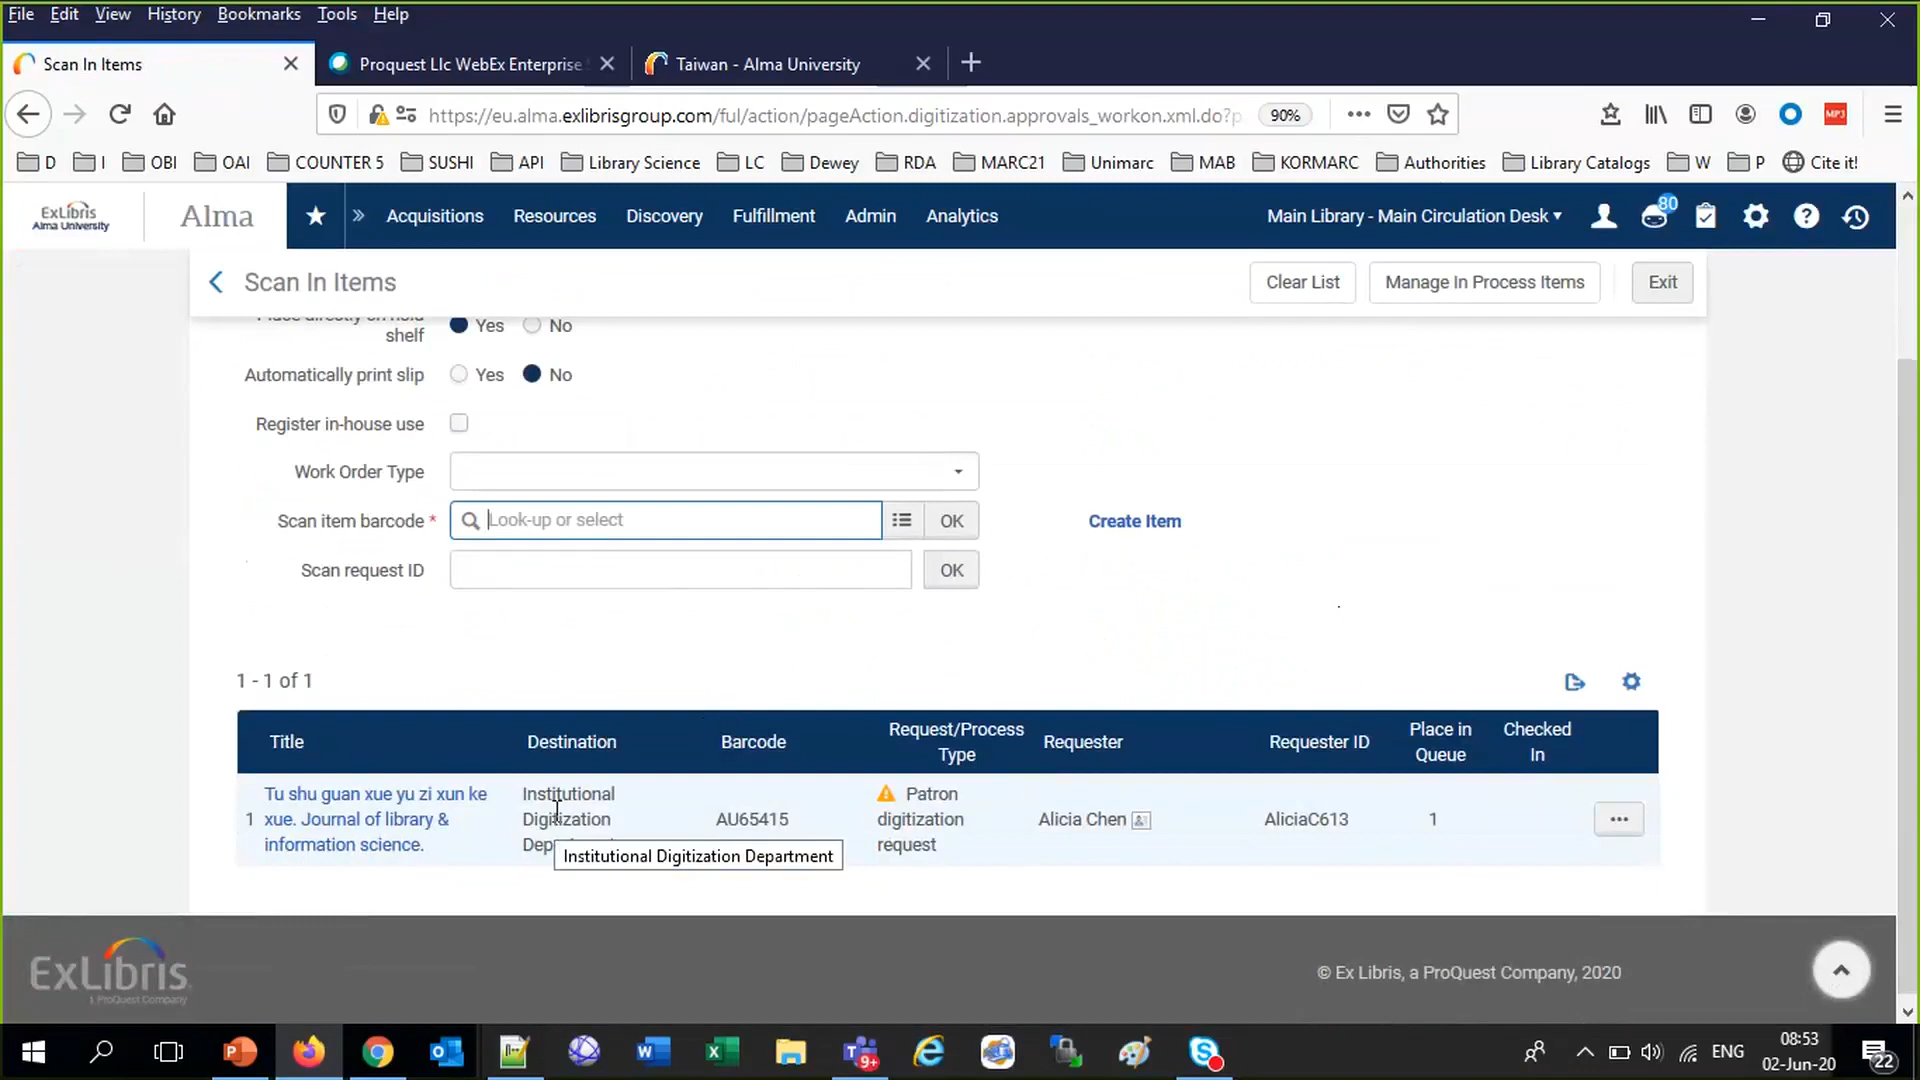 File Edit View History Bookmarks Tools Help
Scan In Items
Proquest Llc WebEx Enterprise
Taiwan - Alma University
https://eu.alma.exlibrisgroup.com/ful/action/pageAction.digitization.approvals_workon.xml.do?p
90%
MP3
D I OBI OAI COUNTER 5 SUSHI API Library Science LC Dewey RDA MARC21 Unimarc MAB KORMARC Authorities Library Catalogs W P Cite it!
ExLibris
Alma University
Alma
Acquisitions Resources Discovery Fulfillment Admin Analytics
Main Library - Main Circulation Desk
80
Scan In Items
Clear List
Manage In Process Items
Exit
Place directly on hold
shelf
Yes No
Automatically print slip Yes No
Register in-house use
Work Order Type
Scan item barcode * Look-up or select OK Create Item
Scan request ID OK
1 - 1 of 1
Title Destination Barcode Request/Process Type Requester Requester ID Place in Queue Checked In
1 Tu shu guan xue yu zi xun ke
xue. Journal of library &
information science.
Institutional
Digitization
AU65415
Patron
digitization
request
Alicia Chen
AliciaC613
1
Institutional Digitization Department
ExLibris
a ProQuest Company
© Ex Libris, a ProQuest Company, 2020
9+
ENG
08:53
02-Jun-20
22